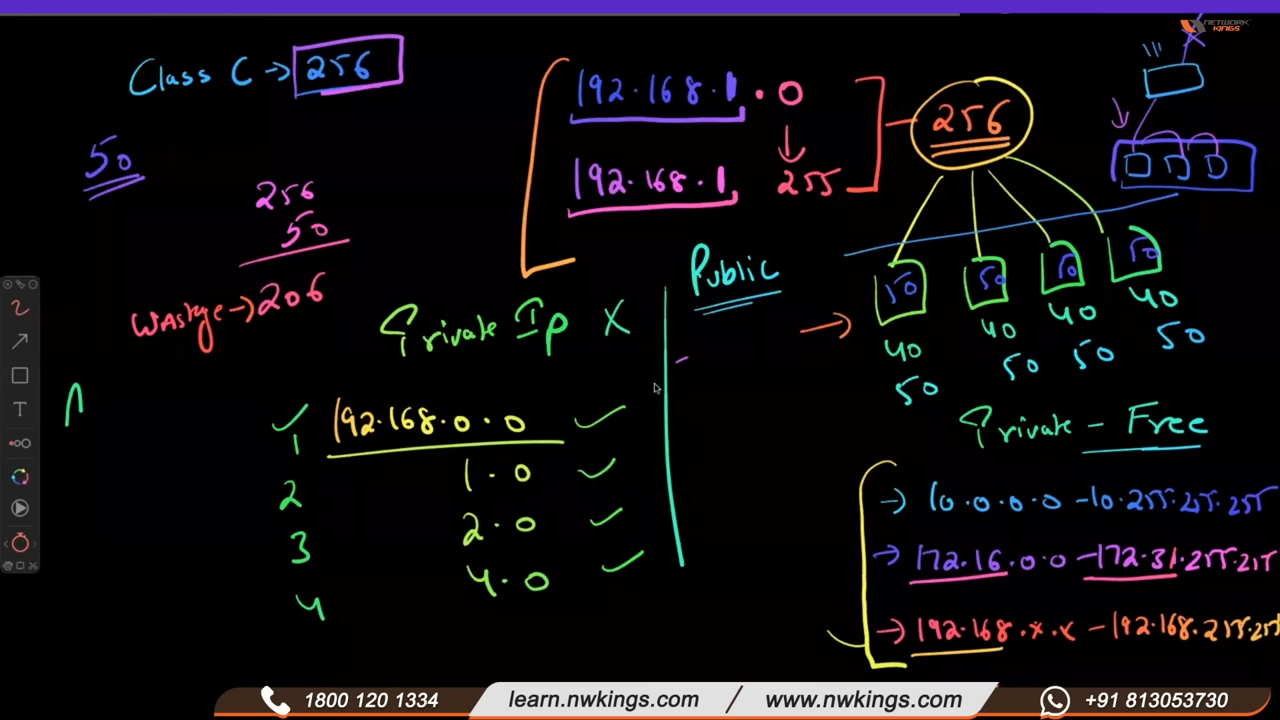 NETWORK KINGS
Class C → 256
192.168.1.0
256
192.168.1.255
50
256
50
Wastge → 206
Public
50 50 50 50
40 40 40 40
50 50 50 50
Private Ip X
1 192.168.0.0
2 1.0
3 2.0
4 4.0
Private - Free
→ 10.0.0.0 - 10.255.255.255
→ 172.16.0.0 - 172.31.255.255
→ 192.168.x.x - 192.168.255.255
T
1800 120 1334
learn.nwkings.com / www.nwkings.com
+91 813053730